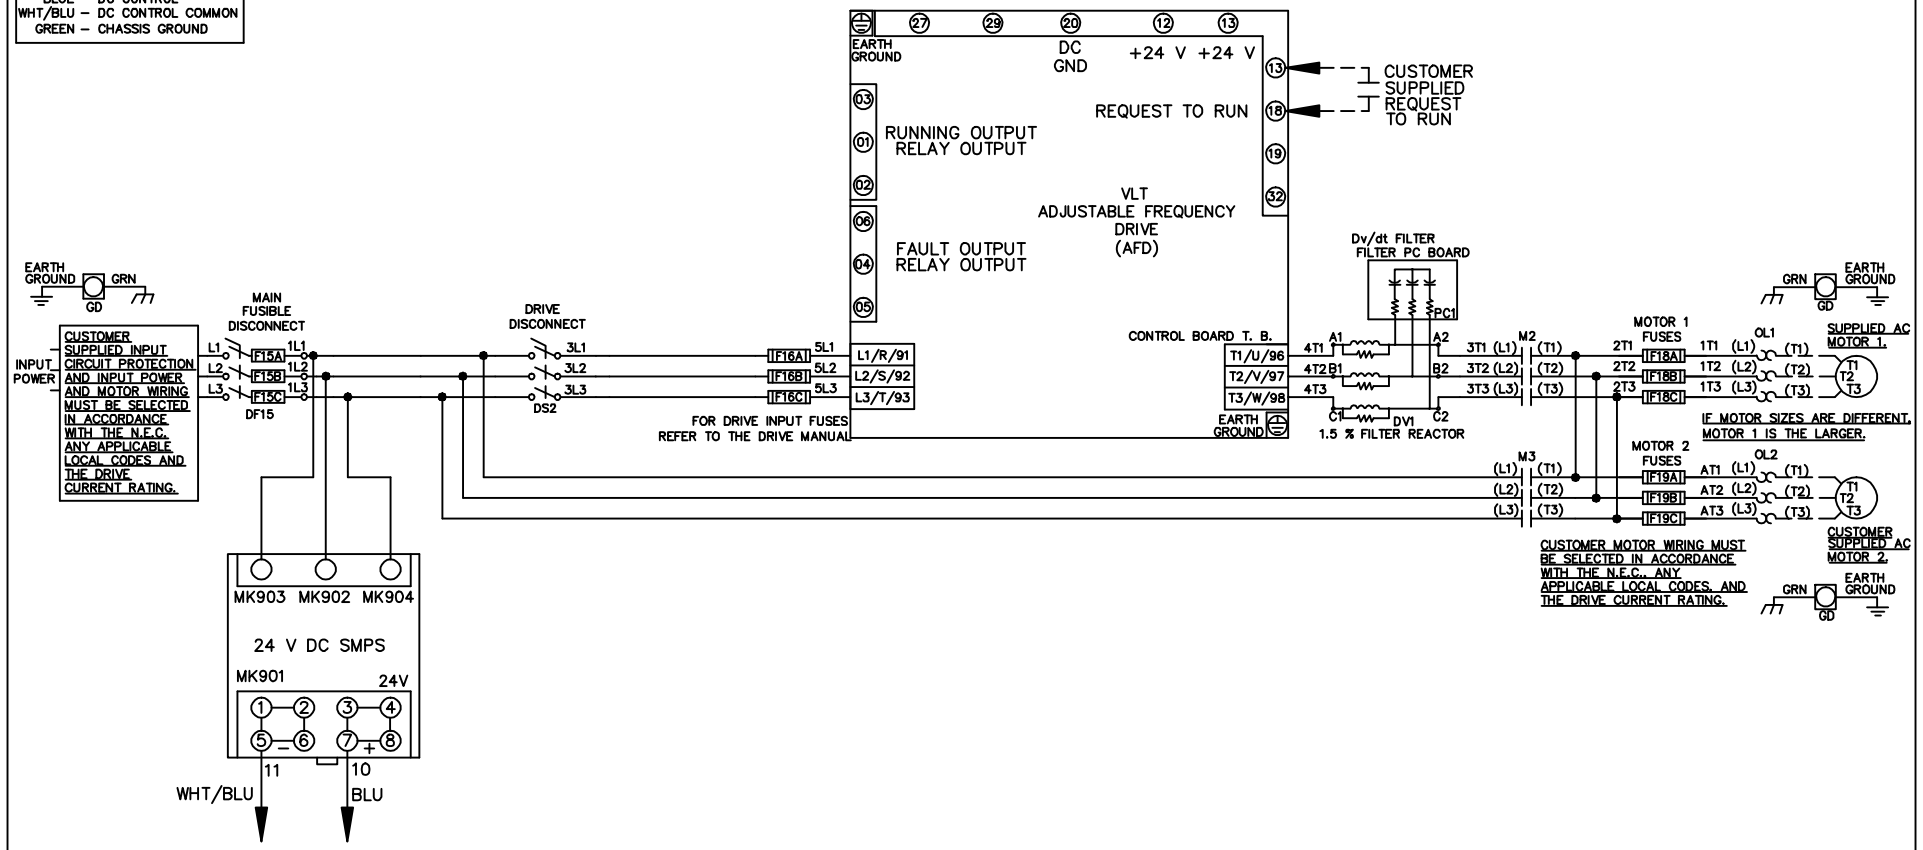 WHT/BLU – DC CONTROL COMMON
GREEN – CHASSIS GROUND
27
29
20
12
13
EARTH
GROUND
DC
GND
+24 V
+24 V
13
18
19
32
REQUEST TO RUN
CUSTOMER
SUPPLIED
REQUEST
TO RUN
03
01
02
RUNNING OUTPUT
RELAY OUTPUT
06
04
05
FAULT OUTPUT
RELAY OUTPUT
VLT
ADJUSTABLE FREQUENCY
DRIVE
(AFD)
CONTROL BOARD T. B.
L1/R/91
L2/S/92
L3/T/93
T1/U/96
T2/V/97
T3/W/98
EARTH
GROUND
EARTH
GROUND
GRN
GD
INPUT
POWER
CUSTOMER
SUPPLIED INPUT
CIRCUIT PROTECTION
AND INPUT POWER
AND MOTOR WIRING
MUST BE SELECTED
IN ACCORDANCE
WITH THE N.E.C.
ANY APPLICABLE
LOCAL CODES AND
THE DRIVE
CURRENT RATING.
MAIN
FUSIBLE
DISCONNECT
L1
F15A
1L1
L2
F15B
1L2
L3
F15C
1L3
DF15
DRIVE
DISCONNECT
3L1
3L2
3L3
DS2
F16A
5L1
F16B
5L2
F16C
5L3
FOR DRIVE INPUT FUSES
REFER TO THE DRIVE MANUAL
Dv/dt FILTER
FILTER PC BOARD
PC1
4T1
A1
A2
4T2
B1
B2
4T3
C1
C2
DV1
1.5 % FILTER REACTOR
M2
3T1 (L1)
(T1)
3T2 (L2)
(T2)
3T3 (L3)
(T3)
MOTOR 1
FUSES
2T1
F18A
1T1 (L1)
(T1)
2T2
F18B
1T2 (L2)
(T2)
2T3
F18C
1T3 (L3)
(T3)
OL1
GRN
EARTH
GROUND
GD
SUPPLIED AC
MOTOR 1.
T1
T2
T3
IF MOTOR SIZES ARE DIFFERENT,
MOTOR 1 IS THE LARGER.
M3
(L1)
(T1)
(L2)
(T2)
(L3)
(T3)
MOTOR 2
FUSES
F19A
AT1 (L1)
(T1)
F19B
AT2 (L2)
(T2)
F19C
AT3 (L3)
(T3)
OL2
T1
T2
T3
CUSTOMER
SUPPLIED AC
MOTOR 2.
CUSTOMER MOTOR WIRING MUST
BE SELECTED IN ACCORDANCE
WITH THE N.E.C., ANY
APPLICABLE LOCAL CODES, AND
THE DRIVE CURRENT RATING.
GRN
EARTH
GROUND
GD
MK903
MK902
MK904
24 V DC SMPS
MK901
24V
1
2
3
4
5
–
6
7
+
8
11
10
WHT/BLU
BLU